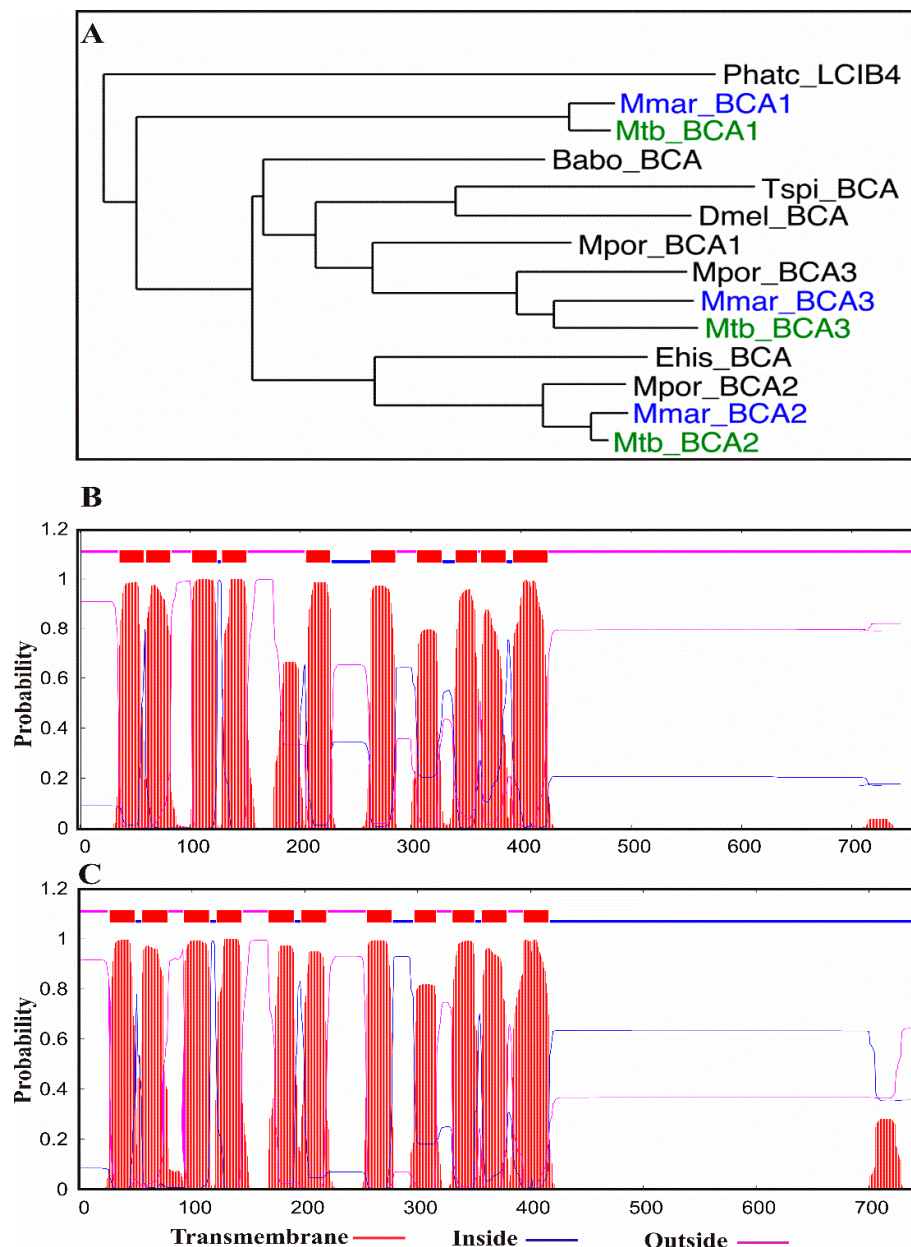 A
Phatc_LCIB4
Mmar_BCA1
Mtb_BCA1
Babo_BCA
Tspi_BCA
Dmel_BCA
Mpor_BCA1
Mpor_BCA3
Mmar_BCA3
Mtb_BCA3
Ehis_BCA
Mpor_BCA2
Mmar_BCA2
Mtb_BCA2
B
1.2
1
0.8
0.6
0.4
0.2
0
Probability
0 100 200 300 400 500 600 700
C
1.2
1
0.8
0.6
0.4
0.2
0
Probability
0 100 200 300 400 500 600 700
Transmembrane Inside Outside